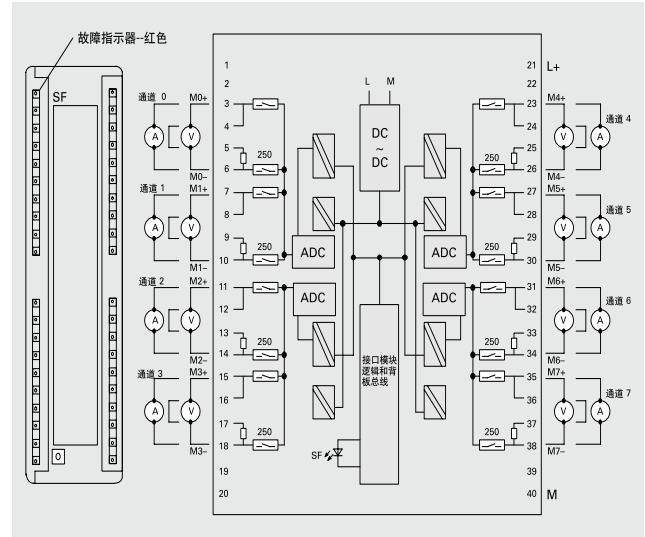 故障指示器--红色
SF
0
1
21 L+
2
22
L M
通道 0 M0+ 3
23 M4+
通道 4
4
24
A V
V A
DC
~
DC
5
25
250
250
6
26
M0-
M4-
通道 1 M1+ 7
27 M5+
通道 5
8
28
A V
V A
9
29
250
250
ADC
ADC
10
30
M1-
M5-
通道 2 M2+ 11
31 M6+
通道 6
ADC
ADC
12
32
A V
V A
13
33
250
250
14
34
M2-
M6-
接口模块
逻辑和背
板总线
通道 3 M3+ 15
35 M7+
通道 7
16
36
A V
V A
17
37
250
250
18
38
M3-
M7-
SF
19
39
20
40 M